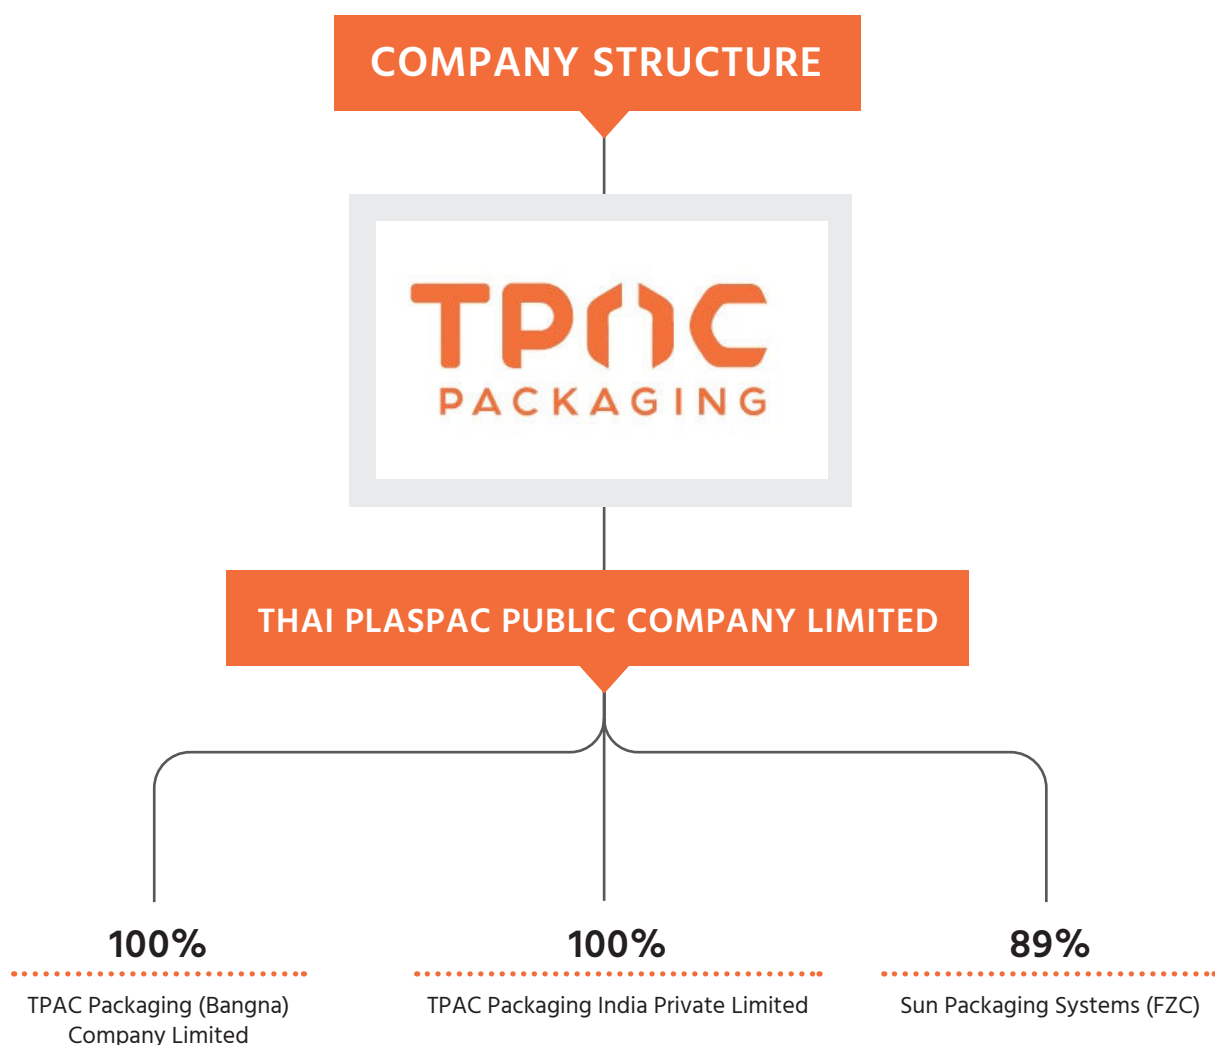 COMPANY STRUCTURE
TPAC
PACKAGING
THAI PLASPAC PUBLIC COMPANY LIMITED
100%
TPAC Packaging (Bangna)
Company Limited
100%
TPAC Packaging India Private Limited
89%
Sun Packaging Systems (FZC)